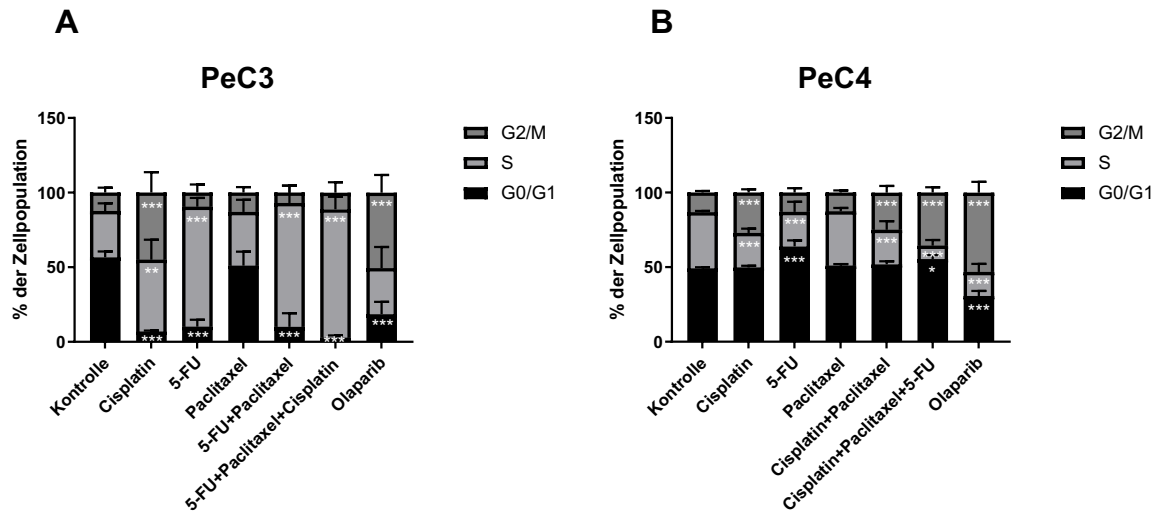 A
PeC3
% der Zellpopulation
150
100
50
0
***
***
***
***
***
**
***
***
***
***
***
***
Kontrolle
Cisplatin
5-FU
Paclitaxel
5-FU+Paclitaxel
5-FU+Paclitaxel+Cisplatin
Olaparib
G2/M
S
G0/G1
B
PeC4
% der Zellpopulation
150
100
50
0
***
***
***
***
***
***
***
***
***
***
***
*
***
Kontrolle
Cisplatin
5-FU
Paclitaxel
Cisplatin+Paclitaxel
Cisplatin+Paclitaxel+5-FU
Olaparib
G2/M
S
G0/G1